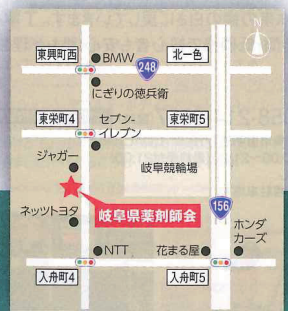 N
東興町西
BMW
北一色
248
にぎりの徳兵衛
東栄町4
セブン-
イレブン
東栄町5
ジャガー
岐阜競輪場
岐阜県薬剤師会
ネッツトヨタ
156
ホンダ
カーズ
NTT
花まる屋
入舟町4
入舟町5